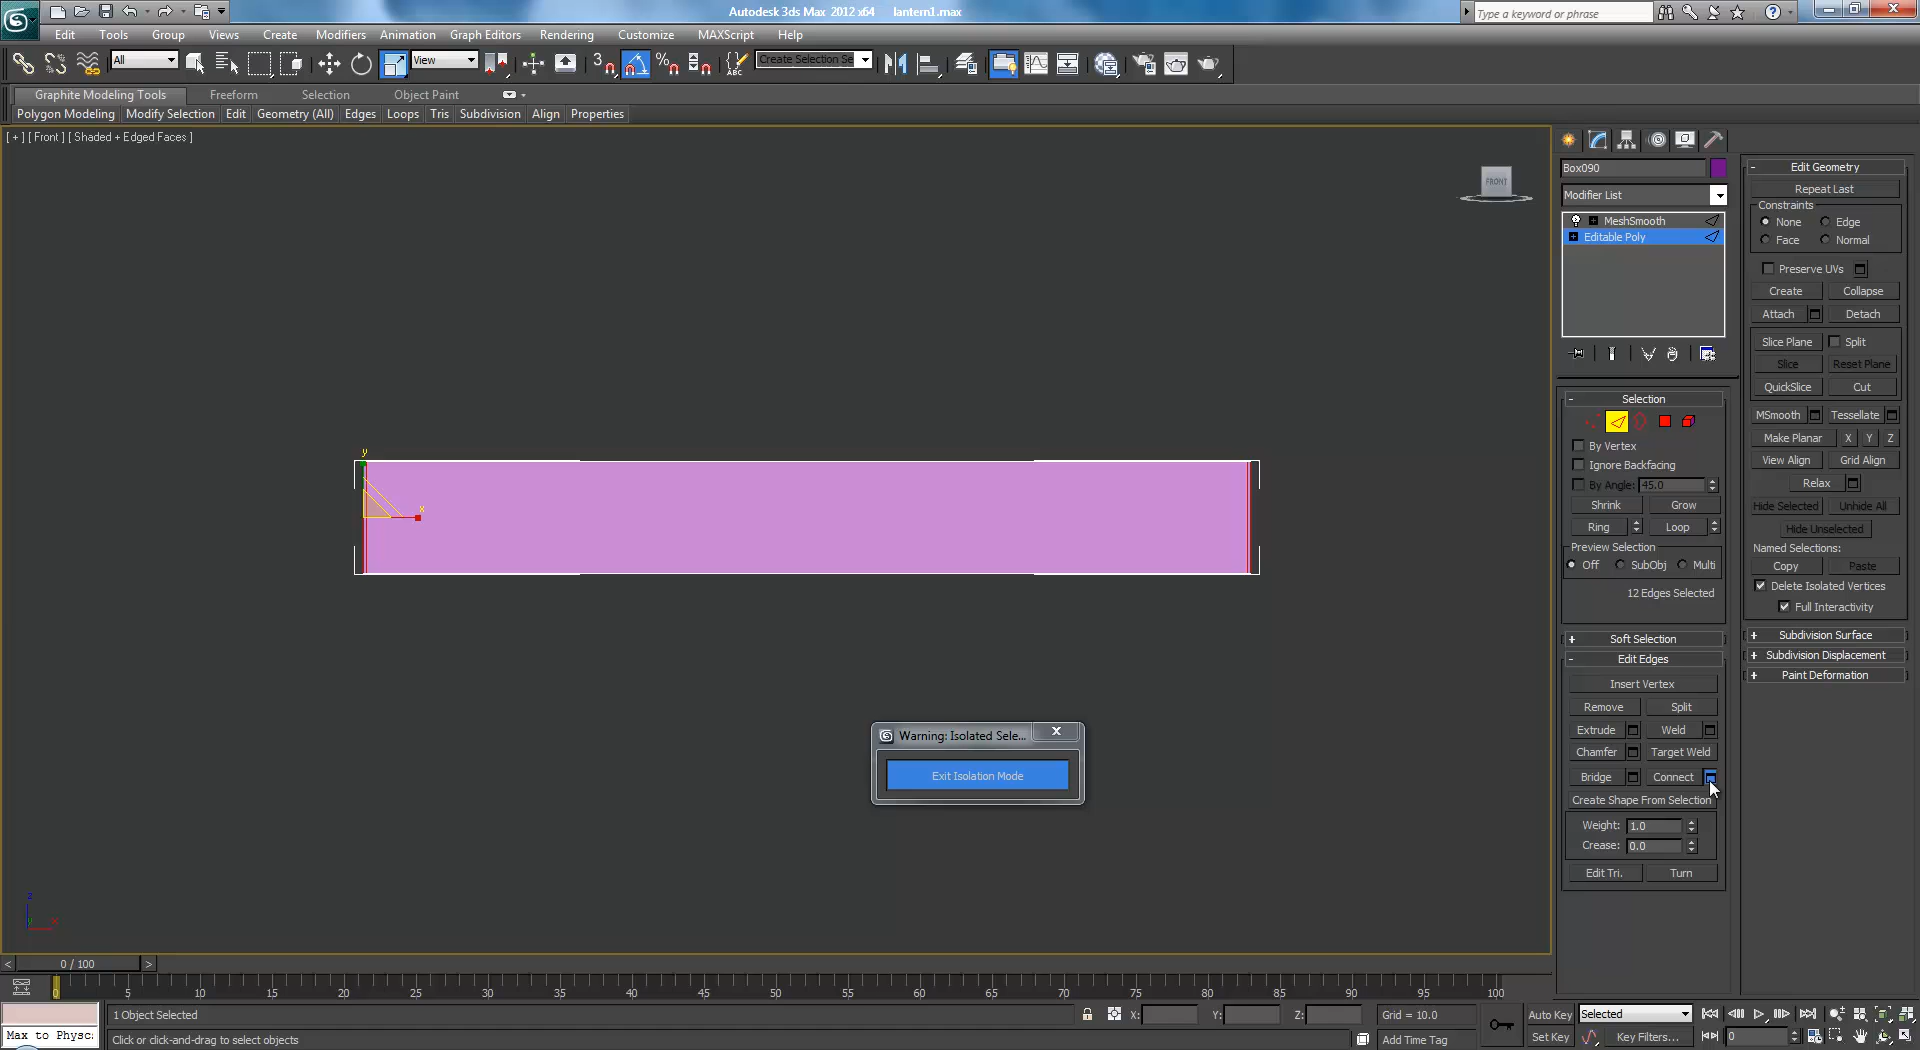 Autodesk 3ds Max 2012 x64 lantern1.max
Type a keyword or phrase
Edit Tools Group Views Create Modifiers Animation Graph Editors Rendering Customize MAXScript Help
All View 3 % ABC Create Selection Se
Graphite Modeling Tools Freeform Selection Object Paint
Polygon Modeling Modify Selection Edit Geometry (All) Edges Loops Tris Subdivision Align Properties
[ + ] [ Front ] [ Shaded + Edged Faces ]
FRONT
y
x
z
x
Warning: Isolated Sele...
Exit Isolation Mode
Box090
Modifier List
MeshSmooth
Editable Poly
Selection
By Vertex
Ignore Backfacing
By Angle: 45.0
Shrink Grow
Ring Loop
Preview Selection
Off SubObj Multi
12 Edges Selected
Soft Selection
Edit Edges
Insert Vertex
Remove Split
Extrude Weld
Chamfer Target Weld
Bridge Connect
Create Shape From Selection
Weight: 1.0
Crease: 0.0
Edit Tri. Turn
Edit Geometry
Repeat Last
Constraints
None Edge
Face Normal
Preserve UVs
Create Collapse
Attach Detach
Slice Plane Split
Slice Reset Plane
QuickSlice Cut
MSmooth Tessellate
Make Planar X Y Z
View Align Grid Align
Relax
Hide Selected Unhide All
Hide Unselected
Named Selections:
Copy Paste
Delete Isolated Vertices
Full Interactivity
Subdivision Surface
Subdivision Displacement
Paint Deformation
< 0 / 100 >
0 5 10 15 20 25 30 35 40 45 50 55 60 65 70 75 80 85 90 95 100
1 Object Selected X: Y: Z: Grid = 10.0 Auto Key Selected
Max to Physc Click or click-and-drag to select objects Add Time Tag Set Key Key Filters... 0